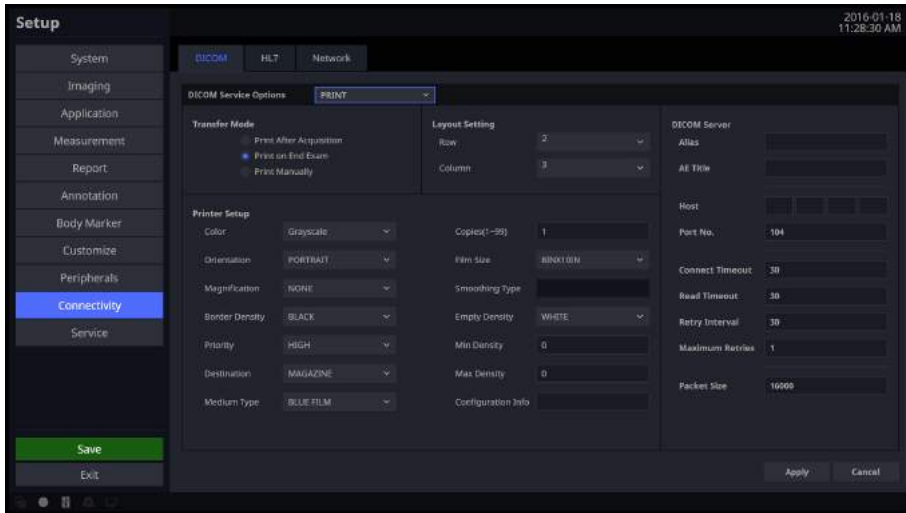 Setup
2016-01-18
11:28:30 AM
System
Imaging
Application
Measurement
Report
Annotation
Body Marker
Customize
Peripherals
Connectivity
Service
Save
Exit
DICOM HL7 Network
DICOM Service Options PRINT
Transfer Mode
Print After Acquisition
Print on End Exam
Print Manually
Layout Setting
Row 2
Column 3
DICOM Server
Alias
AE Title
Host
Port No. 104
Connect Timeout 30
Read Timeout 30
Retry Interval 30
Maximum Retries 1
Packet Size 16000
Printer Setup
Color Grayscale Copies(1~99) 1
Orientation PORTRAIT Film Size 8INX10IN
Magnification NONE Smoothing Type
Border Density BLACK Empty Density WHITE
Priority HIGH Min Density 0
Destination MAGAZINE Max Density 0
Medium Type BLUE FILM Configuration Info
Apply Cancel